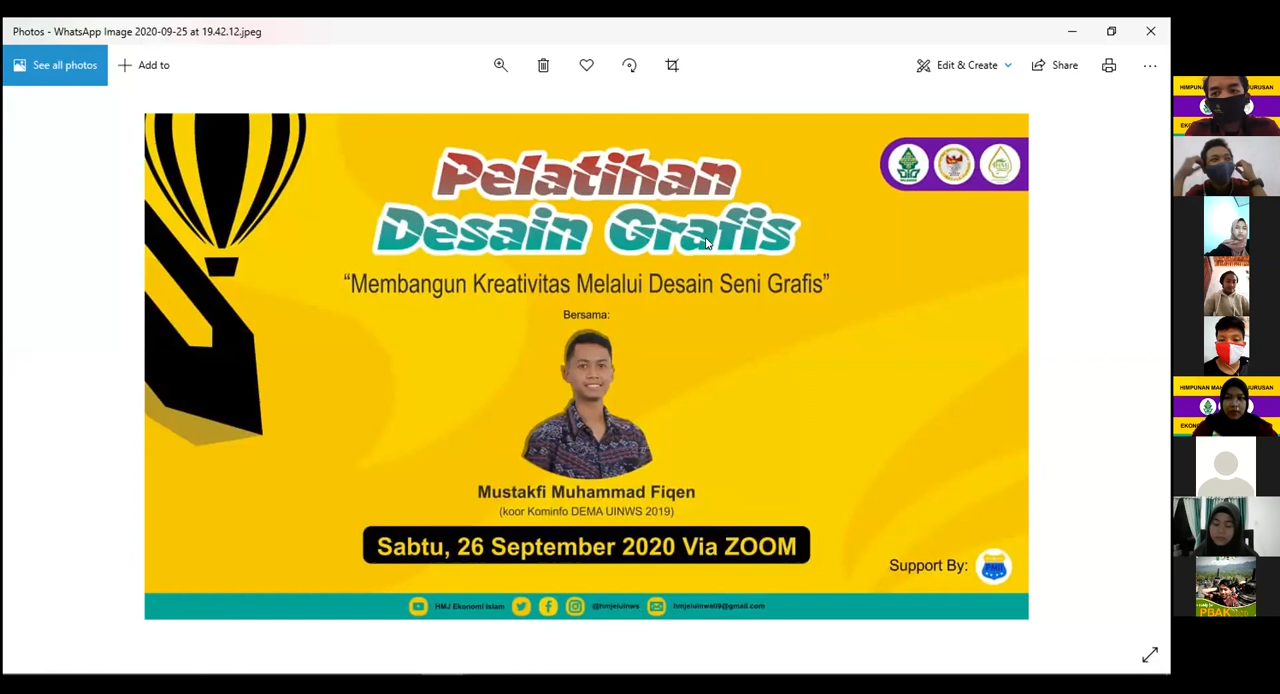 Photos - WhatsApp Image 2020-09-25 at 19.42.12.jpeg
See all photos
Add to
Edit & Create
Share
Pelatihan
Desain Grafis
“Membangun Kreativitas Melalui Desain Seni Grafis”
Bersama:
Mustakfi Muhammad Fiqen
(koor Kominfo DEMA UINWS 2019)
Sabtu, 26 September 2020 Via ZOOM
Support By:
HMJ Ekonomi Islam
@hmjeiuinws
PBAK